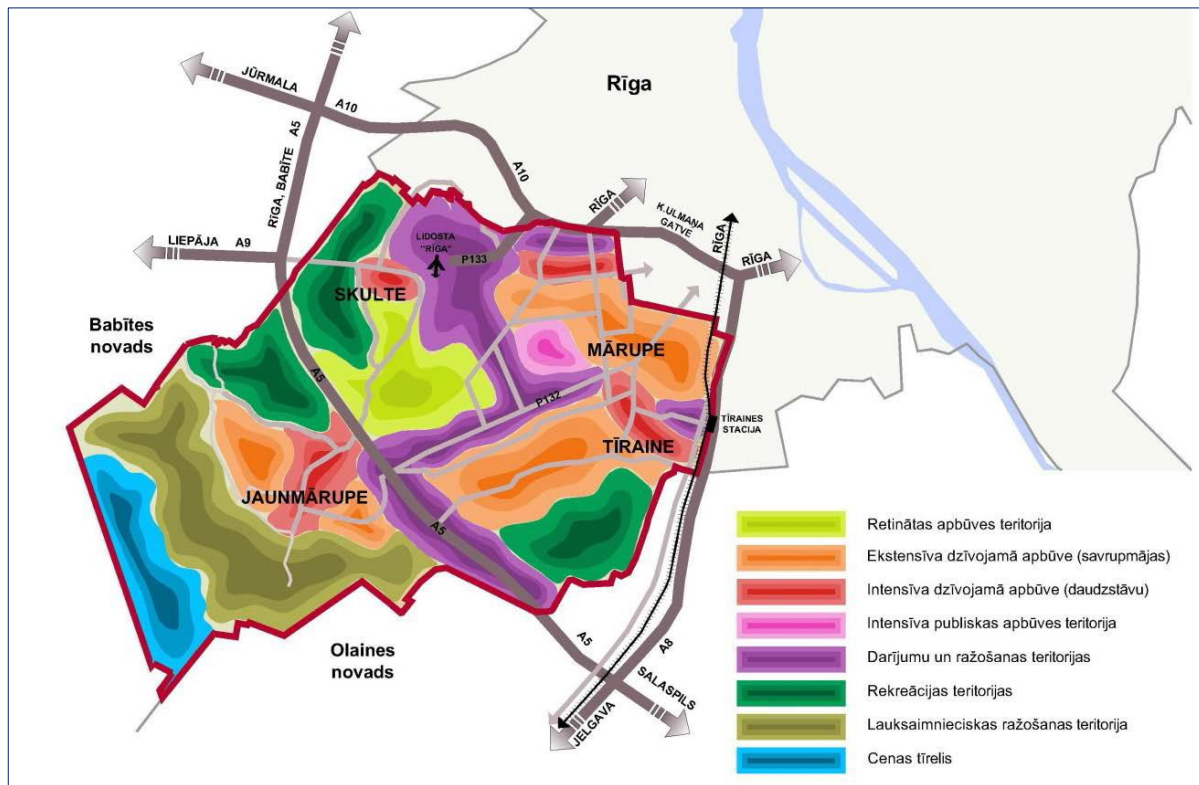 JŪRMALA
A10
A5
RĪGA, BABĪTE
Rīga
A10
LIEPĀJA A9
RĪGA
K.ULMAŅA
GATVE
RĪGA
RĪGA
LIDOSTA
"RĪGA"
P133
SKULTE
Babītes
novads
MĀRUPE
A5
P132
TĪRAINES
STACIJA
TĪRAINE
JAUNMĀRUPE
A5
Olaines
novads
A5
A8
SALASPILS
JELGAVA
Retinātas apbūves teritorija
Ekstensīva dzīvojamā apbūve (savrupmājas)
Intensīva dzīvojamā apbūve (daudzstāvu)
Intensīva publiskas apbūves teritorija
Darījumu un ražošanas teritorijas
Rekreācijas teritorijas
Lauksaimnieciskas ražošanas teritorija
Cenas tīrelis